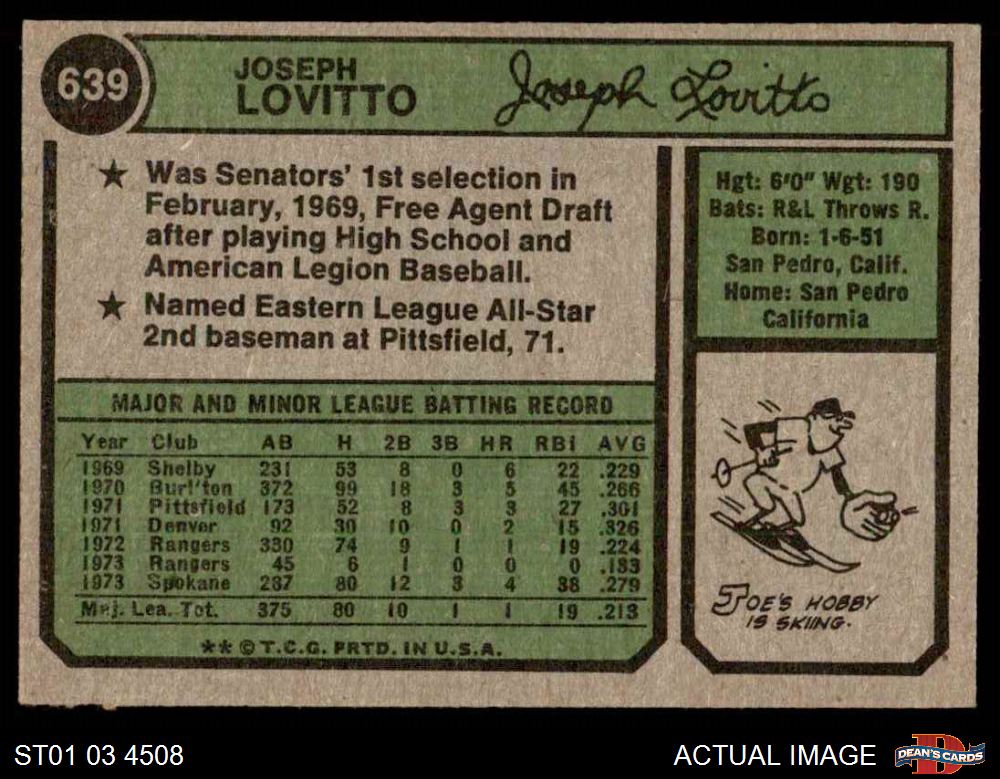 639
JOSEPH
LOVITTO
Joseph Lovitto
★ Was Senators' 1st selection in
February, 1969, Free Agent Draft
after playing High School and
American Legion Baseball.
★ Named Eastern League All-Star
2nd baseman at Pittsfield, 71.
Hgt: 6'0" Wgt: 190
Bats: R&L Throws R.
Born: 1-6-51
San Pedro, Calif.
Home: San Pedro
California
MAJOR AND MINOR LEAGUE BATTING RECORD
Year Club AB H 2B 3B HR RBI AVG
1969 Shelby 231 53 8 0 6 22 .229
1970 Burl'ton 372 99 18 3 5 45 .266
1971 Pittsfield 173 52 8 3 3 27 .301
1971 Denver 92 30 10 0 2 15 .326
1972 Rangers 330 74 9 1 1 19 .224
1973 Rangers 45 6 1 0 0 0 .133
1973 Spokane 287 80 12 3 4 38 .279
Maj. Lea. Tot. 375 80 10 1 1 19 .213
** © T.C.G. PRTD. IN U.S.A.
JOE'S HOBBY
IS SKIING.
ST01 03 4508
ACTUAL IMAGE
DEAN'S CARDS